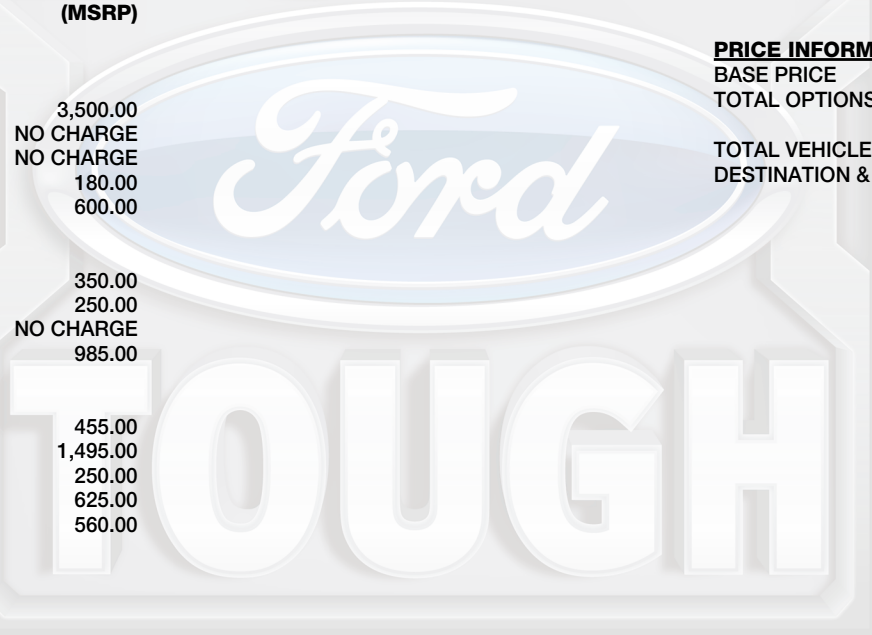 (MSRP)
3,500.00
NO CHARGE
NO CHARGE
180.00
600.00
350.00
250.00
NO CHARGE
985.00
455.00
1,495.00
250.00
625.00
560.00
PRICE INFORM
BASE PRICE
TOTAL OPTIONS
TOTAL VEHICLE
DESTINATION &
Ford
TOUGH